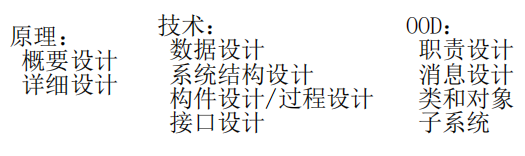 原理：
概要设计
详细设计
技术：
数据设计
系统结构设计
构件设计/过程设计
接口设计
OOD：
职责设计
消息设计
类和对象
子系统